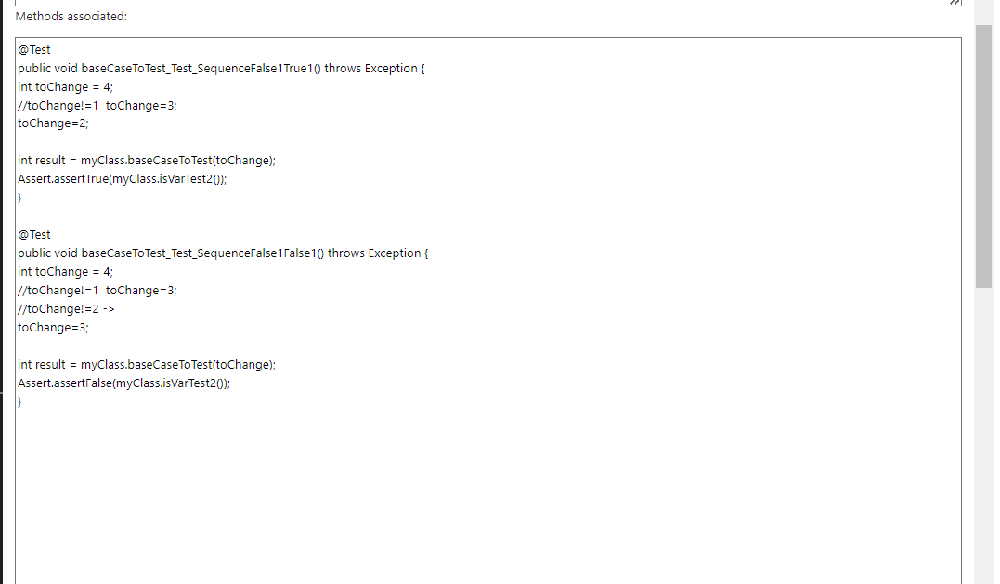 Methods associated:
@Test
public void baseCaseToTest_Test_SequenceFalse1True1() throws Exception {
int toChange = 4;
//toChange!=1  toChange=3;
toChange=2;
int result = myClass.baseCaseToTest(toChange);
Assert.assertTrue(myClass.isVarTest2());
}
@Test
public void baseCaseToTest_Test_SequenceFalse1False1() throws Exception {
int toChange = 4;
//toChange!=1  toChange=3;
//toChange!=2 ->
toChange=3;
int result = myClass.baseCaseToTest(toChange);
Assert.assertFalse(myClass.isVarTest2());
}